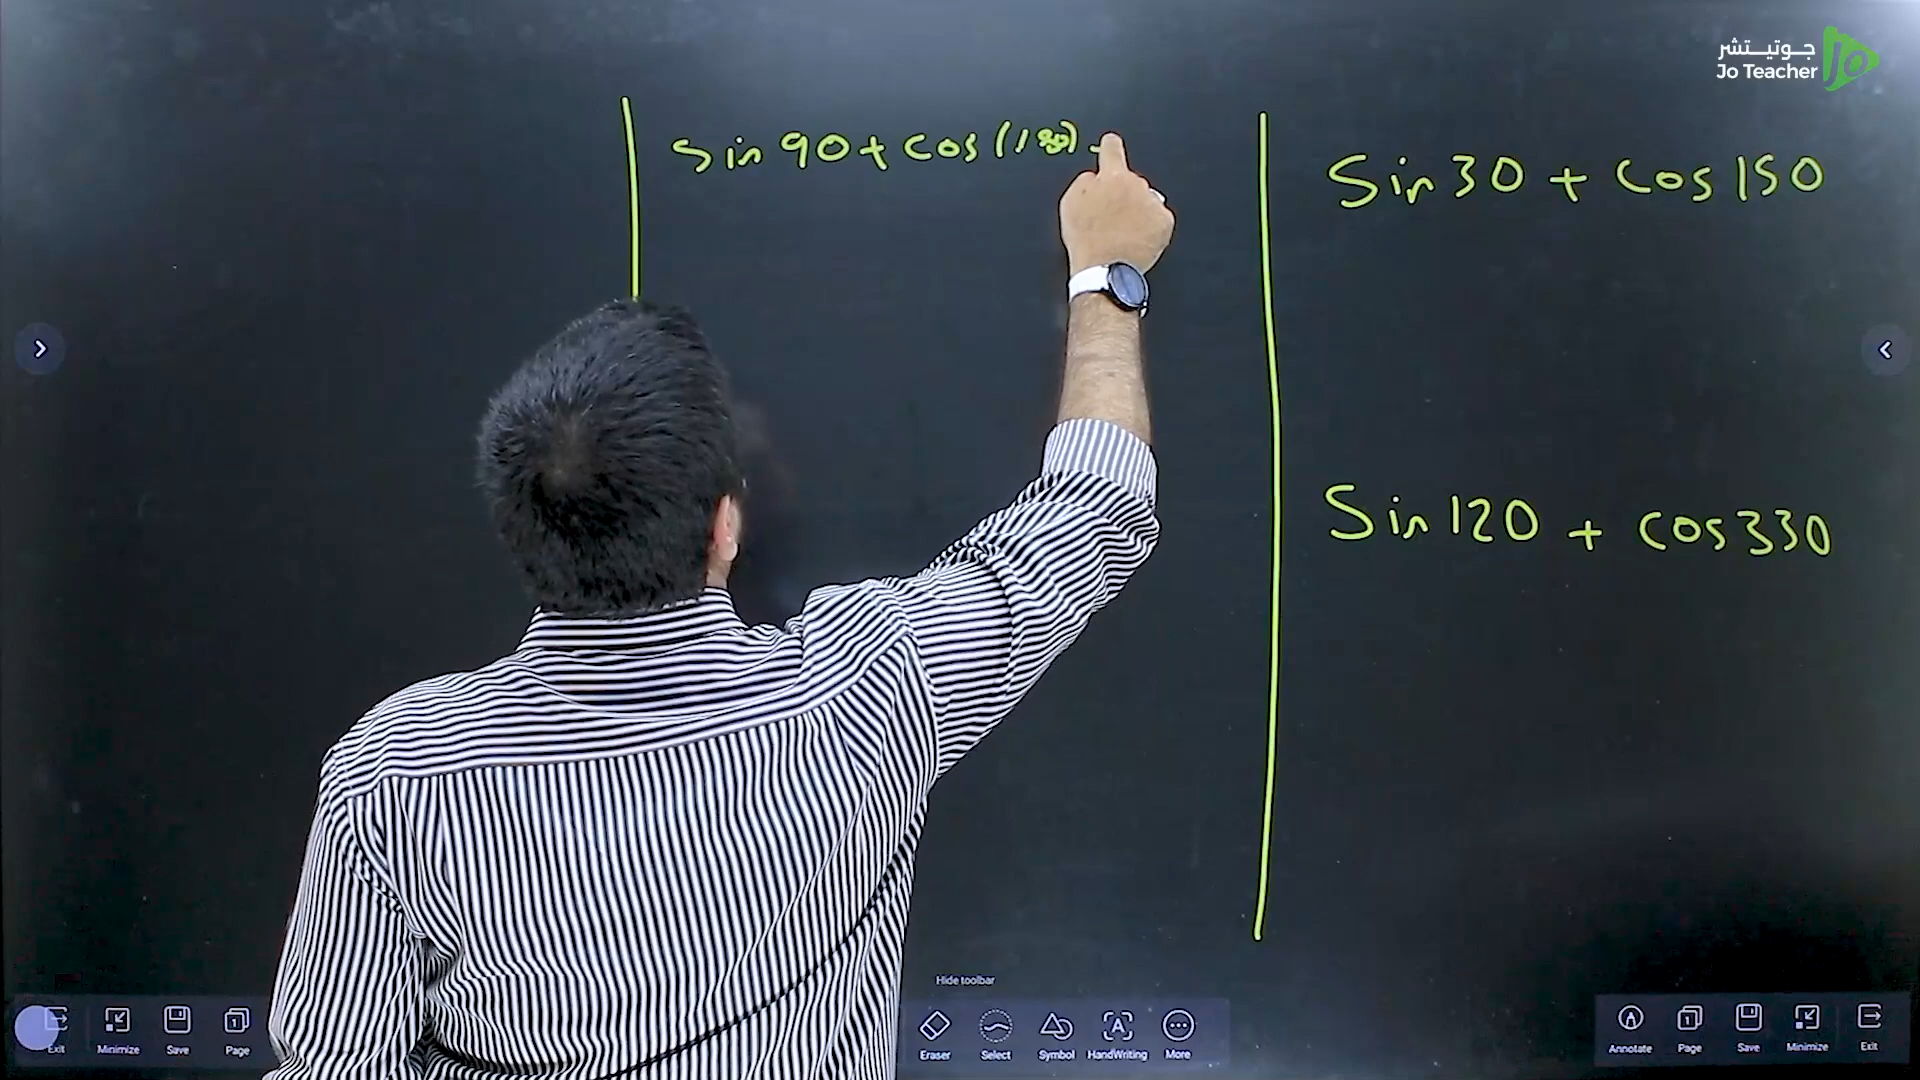 جوتيتشر
Jo Teacher
Jo
Sin 90 + Cos (180)
Sin 30 + Cos 150
Sin 120 + Cos 330
Hide toolbar
Exit Minimize Save Page Eraser Select Symbol HandWriting More
Annotate Page Save Minimize Exit